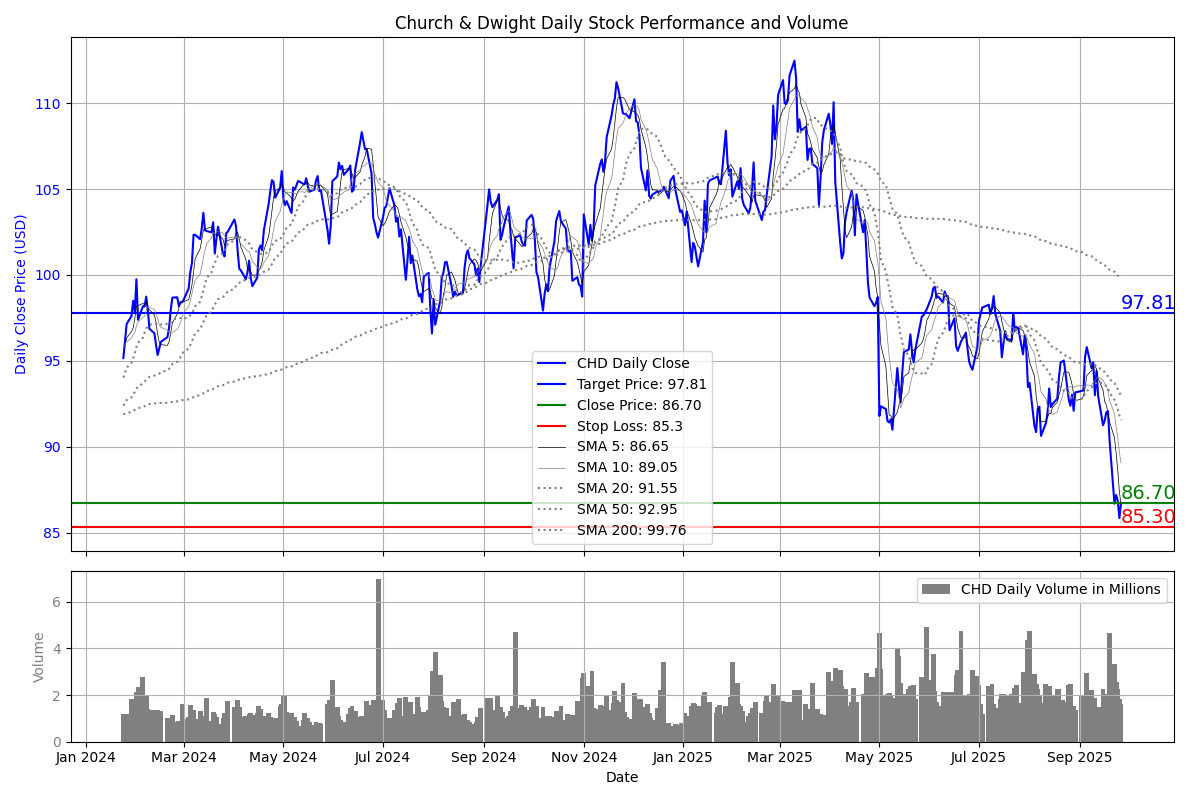 Church & Dwight Daily Stock Performance and Volume
Daily Close Price (USD)
110
105
100
95
90
85
97.81
86.70
85.30
CHD Daily Close
Target Price: 97.81
Close Price: 86.70
Stop Loss: 85.3
SMA 5: 86.65
SMA 10: 89.05
SMA 20: 91.55
SMA 50: 92.95
SMA 200: 99.76
Volume
6
4
2
0
CHD Daily Volume in Millions
Jan 2024 Mar 2024 May 2024 Jul 2024 Sep 2024 Nov 2024 Jan 2025 Mar 2025 May 2025 Jul 2025 Sep 2025
Date